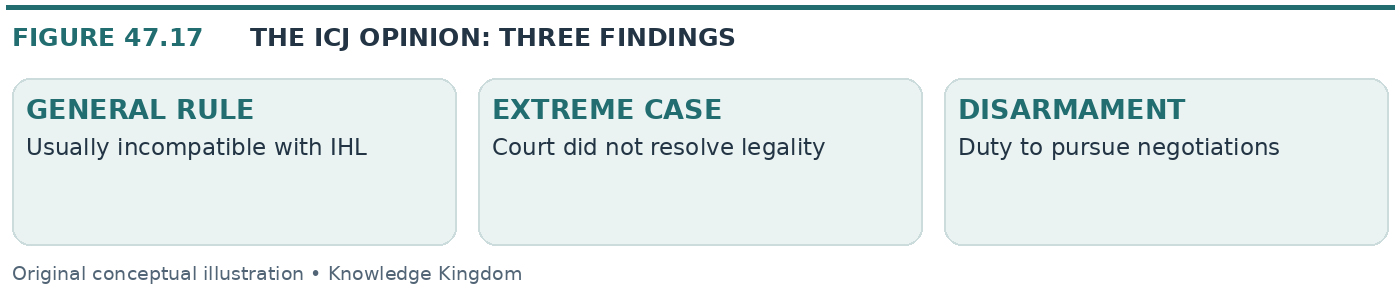 FIGURE 47.17 THE ICJ OPINION: THREE FINDINGS
GENERAL RULE
Usually incompatible with IHL
EXTREME CASE
Court did not resolve legality
DISARMAMENT
Duty to pursue negotiations
Original conceptual illustration • Knowledge Kingdom